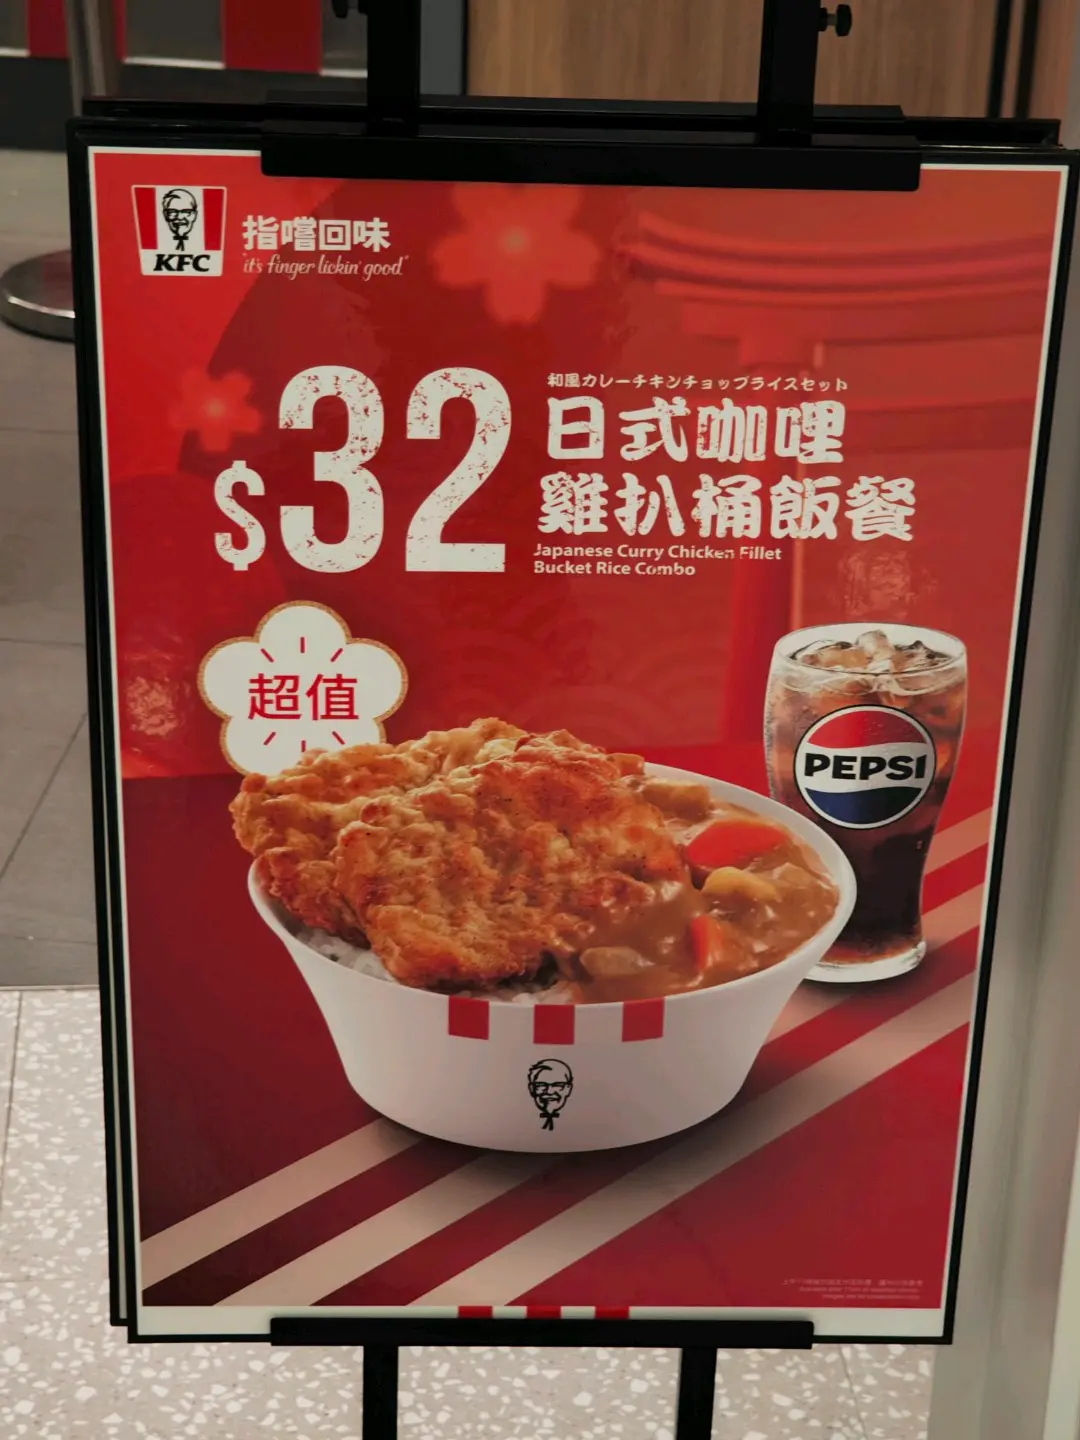 KFC
指嚐回味
"it's finger lickin' good"
$32
和風カレーチキンチョップライスセット
日式咖哩
雞扒桶飯餐
Japanese Curry Chicken Fillet
Bucket Rice Combo
超值
PEPSI